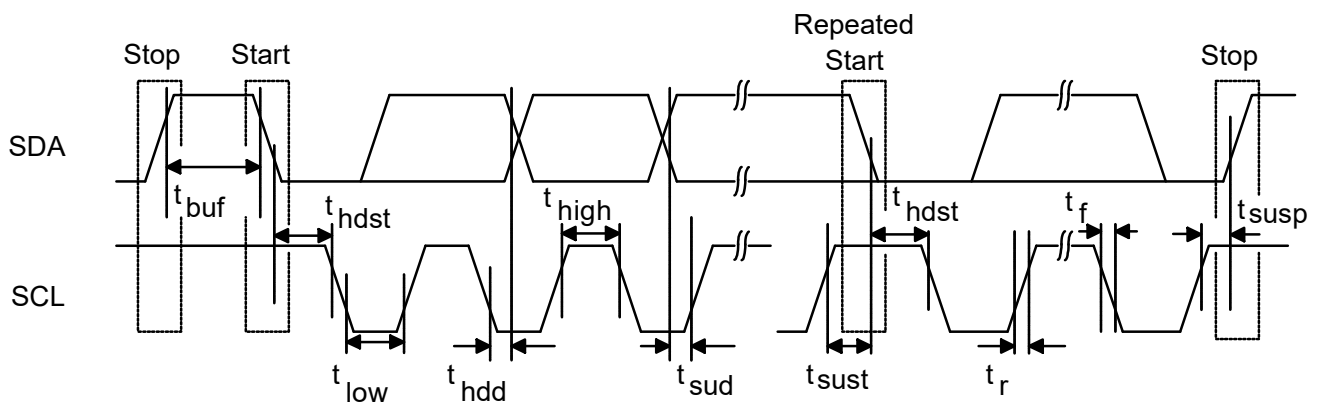 Repeated
Stop Start Start Stop
SDA
t buf t hdst t high t hdst t f t susp
SCL
t low t hdd t sud t sust t r